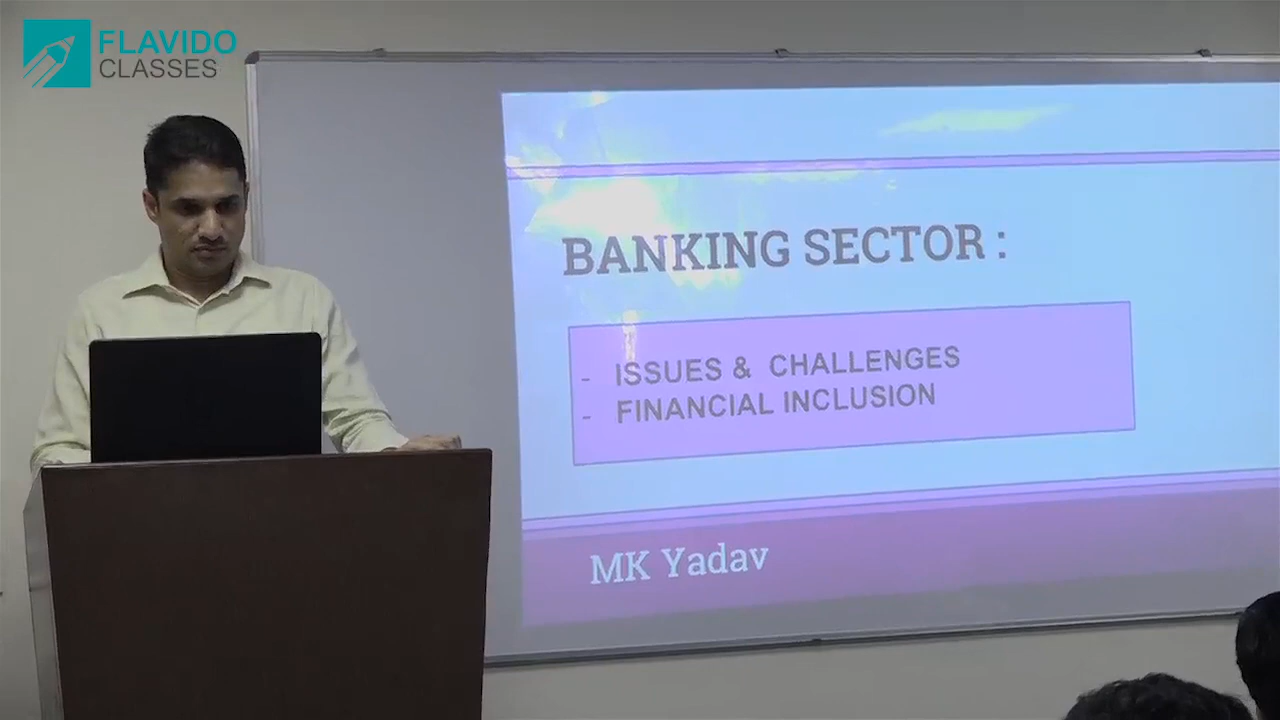 FLAVIDO
CLASSES
BANKING SECTOR :
- ISSUES & CHALLENGES
- FINANCIAL INCLUSION
MK Yadav